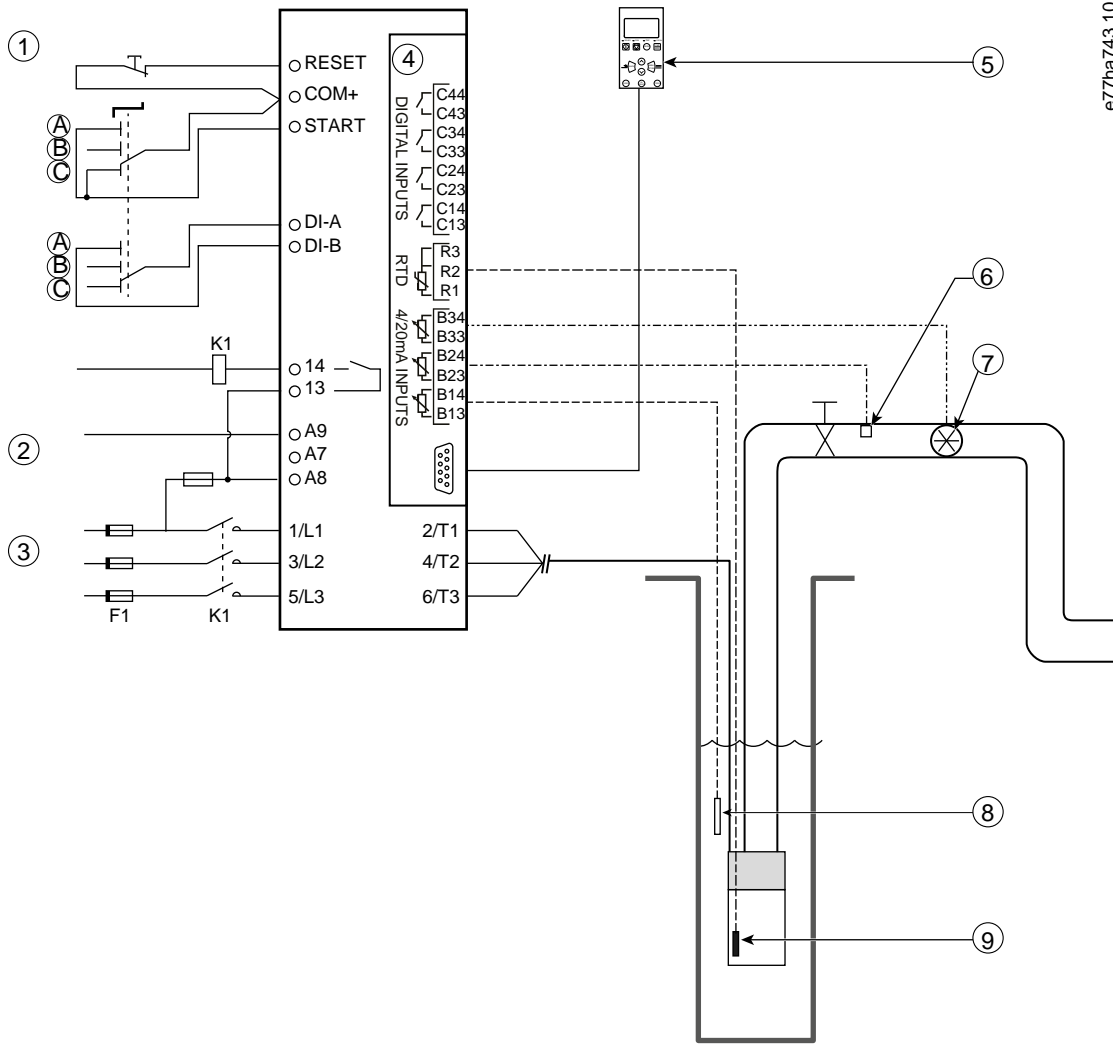 e77ha743.10
1
RESET
COM+
START
A
B
C
DI-A
DI-B
A
B
C
K1
14
13
2
A9
A7
A8
3
1/L1
3/L2
5/L3
F1
K1
2/T1
4/T2
6/T3
4
DIGITAL INPUTS
C44
C43
C34
C33
C24
C23
C14
C13
RTD
R3
R2
R1
4/20mA INPUTS
B34
B33
B24
B23
B14
B13
5
6
7
8
9